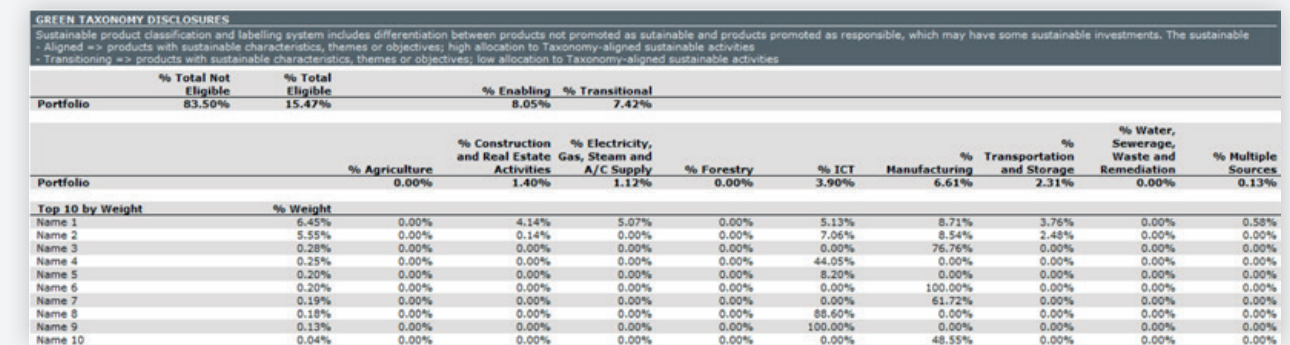 GREEN TAXONOMY DISCLOSURES
Sustainable product classification and labelling system includes differentiation between products not promoted as sutainable and products promoted as responsible, which may have some sustainable investments. The sustainable
- Aligned => products with sustainable characteristics, themes or objectives; high allocation to Taxonomy-aligned sustainable activities
- Transitioning => products with sustainable characteristics, themes or objectives; low allocation to Taxonomy-aligned sustainable activities
% Total Not % Total
Eligible Eligible % Enabling % Transitional
Portfolio 83.50% 15.47% 8.05% 7.42%
% Water,
% Construction % Electricity, % Sewerage,
and Real Estate Gas, Steam and % Transportation Waste and % Multiple
% Agriculture Activities A/C Supply % Forestry % ICT Manufacturing and Storage Remediation Sources
Portfolio 0.00% 1.40% 1.12% 0.00% 3.90% 6.61% 2.31% 0.00% 0.13%
Top 10 by Weight % Weight
Name 1 6.45% 0.00% 4.14% 5.07% 0.00% 5.13% 8.71% 3.76% 0.00% 0.58%
Name 2 5.55% 0.00% 0.14% 0.00% 0.00% 7.06% 8.54% 2.48% 0.00% 0.00%
Name 3 0.28% 0.00% 0.00% 0.00% 0.00% 0.00% 76.76% 0.00% 0.00% 0.00%
Name 4 0.25% 0.00% 0.00% 0.00% 0.00% 44.05% 0.00% 0.00% 0.00% 0.00%
Name 5 0.20% 0.00% 0.00% 0.00% 0.00% 8.20% 0.00% 0.00% 0.00% 0.00%
Name 6 0.20% 0.00% 0.00% 0.00% 0.00% 0.00% 100.00% 0.00% 0.00% 0.00%
Name 7 0.19% 0.00% 0.00% 0.00% 0.00% 0.00% 61.72% 0.00% 0.00% 0.00%
Name 8 0.18% 0.00% 0.00% 0.00% 0.00% 88.60% 0.00% 0.00% 0.00% 0.00%
Name 9 0.13% 0.00% 0.00% 0.00% 0.00% 100.00% 0.00% 0.00% 0.00% 0.00%
Name 10 0.04% 0.00% 0.00% 0.00% 0.00% 0.00% 48.55% 0.00% 0.00% 0.00%